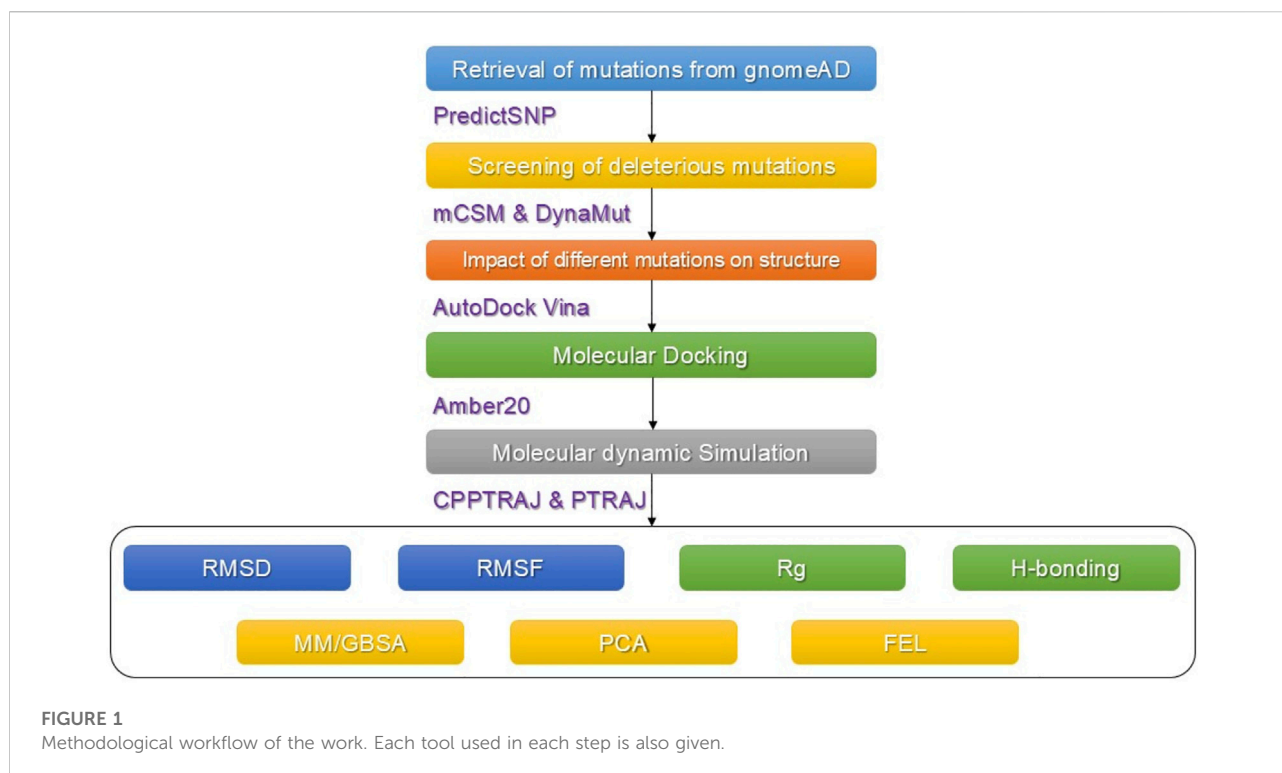 Retrieval of mutations from gnomeAD
PredictSNP
Screening of deleterious mutations
mCSM & DynaMut
Impact of different mutations on structure
AutoDock Vina
Molecular Docking
Amber20
Molecular dynamic Simulation
CPPTRAJ & PTRAJ
RMSD
RMSF
Rg
H-bonding
MM/GBSA
PCA
FEL
FIGURE 1
Methodological workflow of the work. Each tool used in each step is also given.